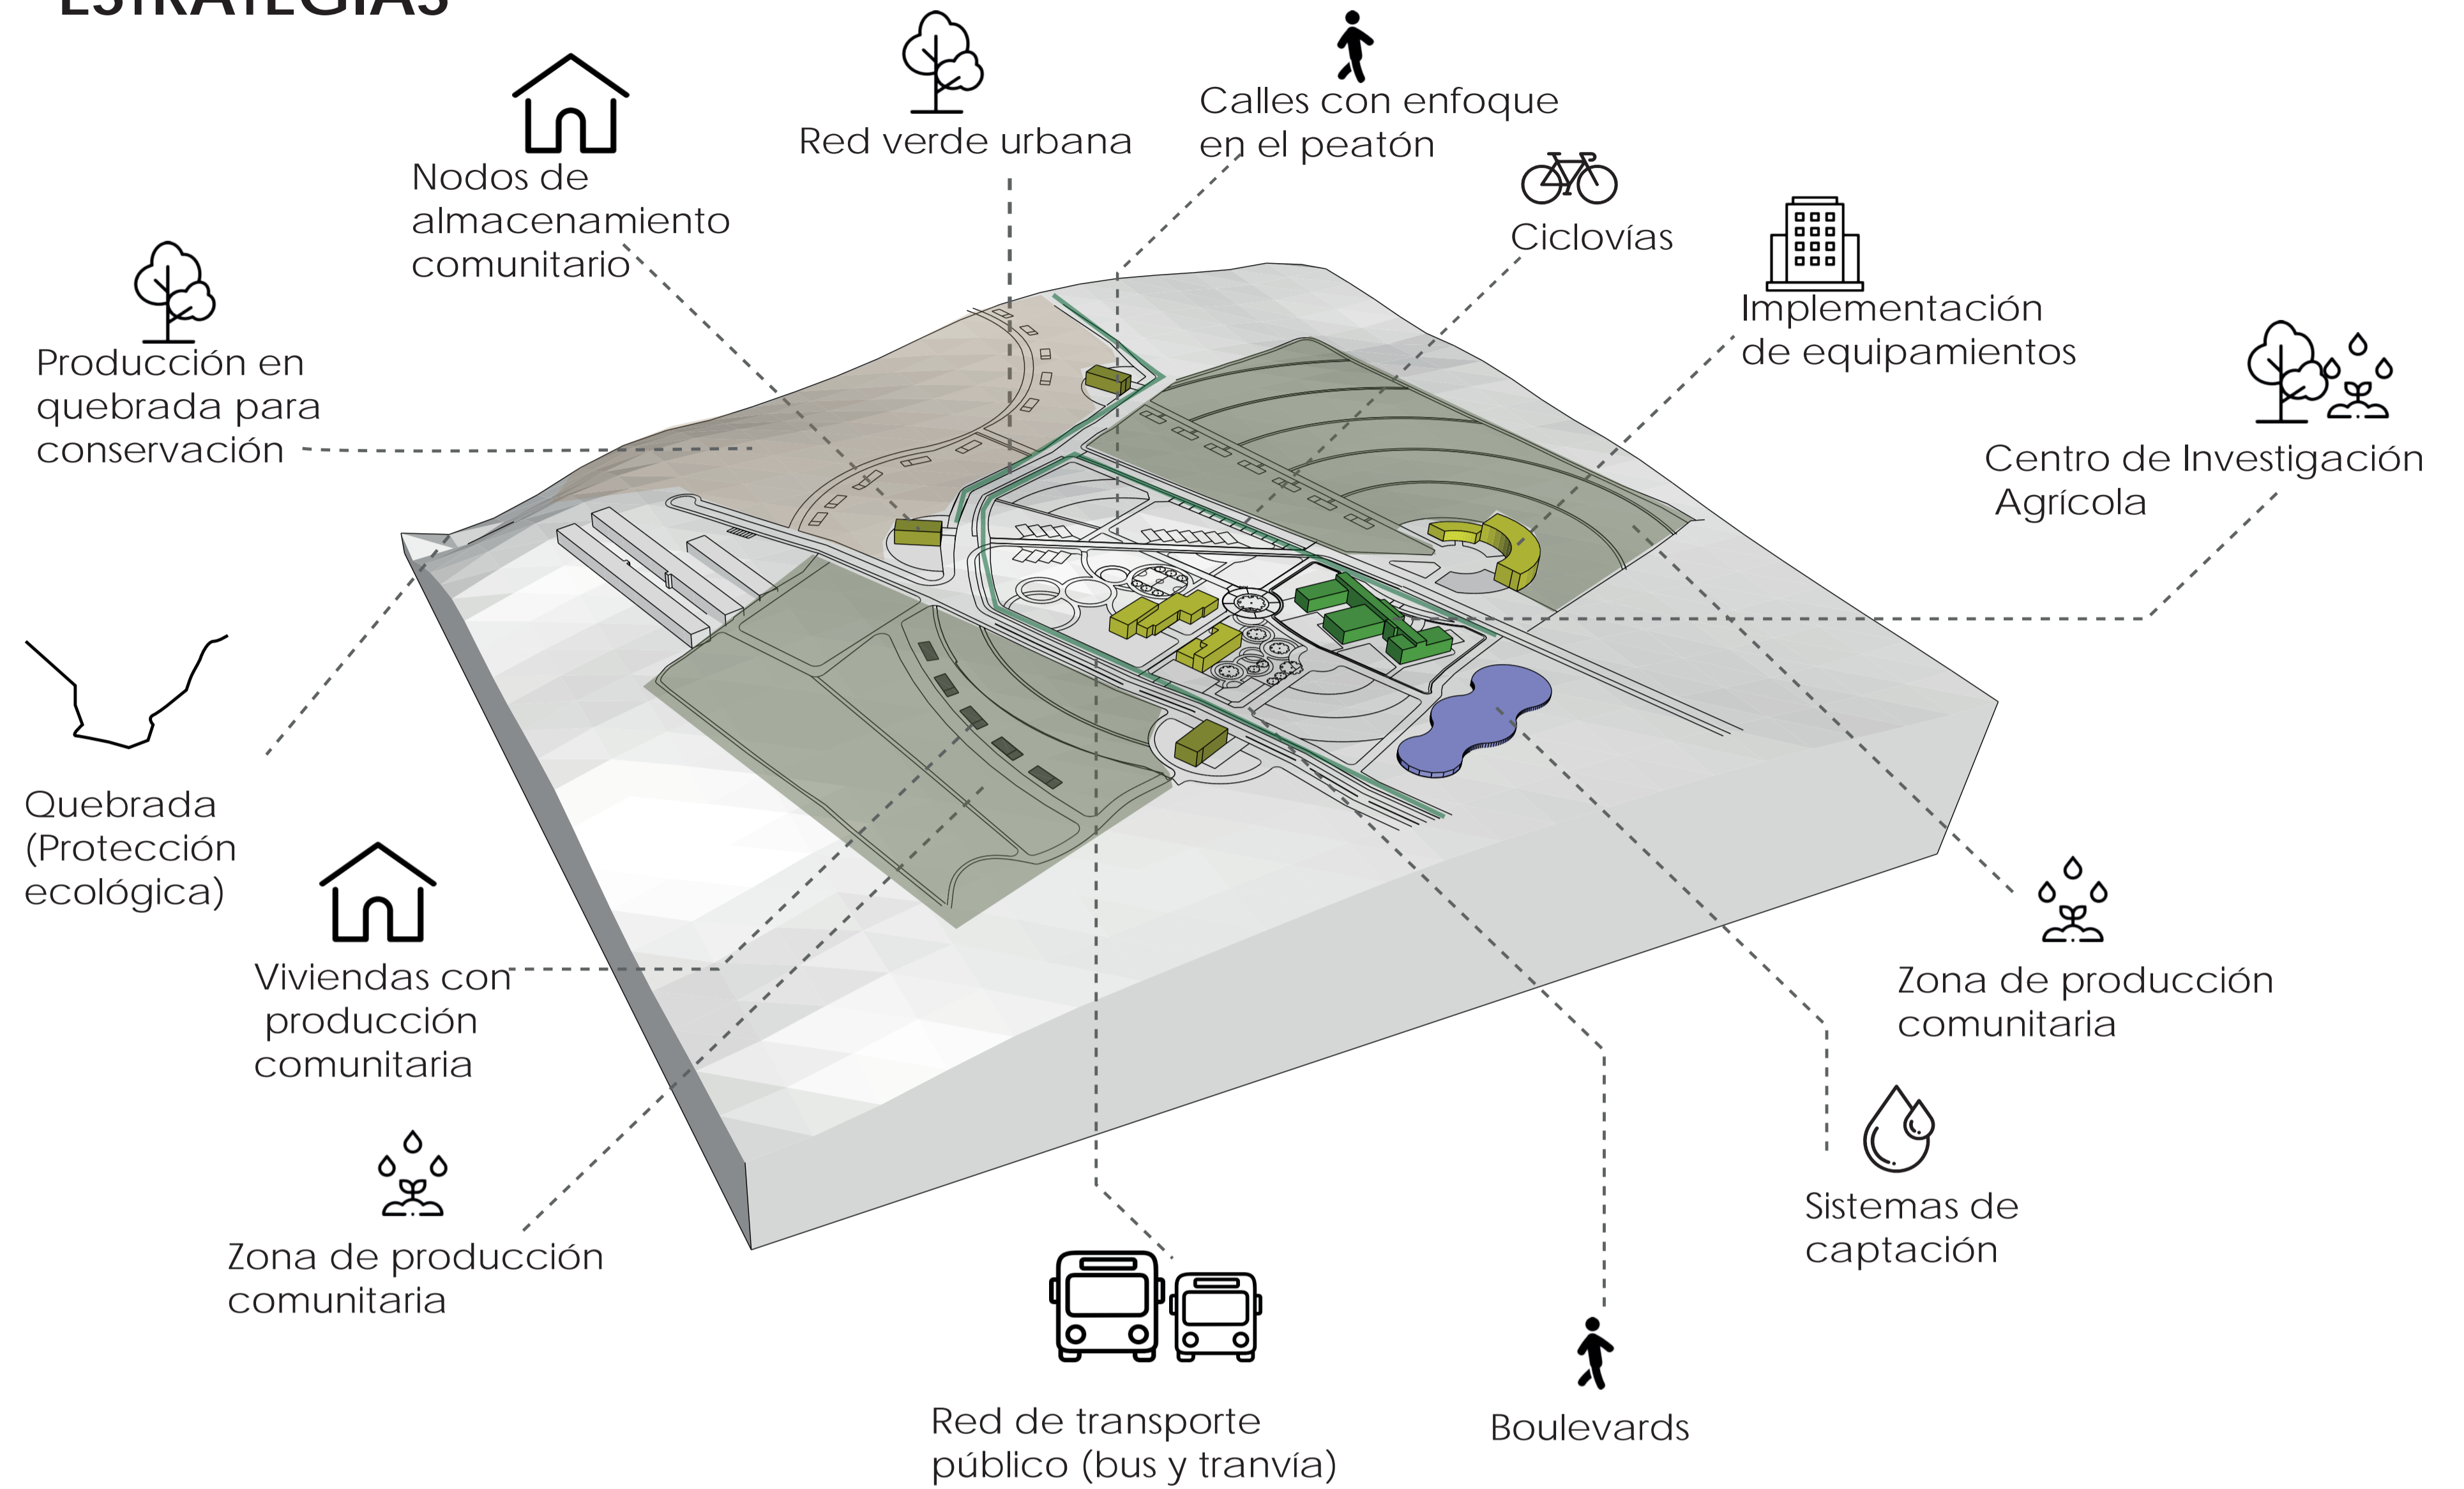 ESTRATEGIAS
Red verde urbana
Calles con enfoque
en el peatón
Nodos de
almacenamiento
comunitario
Ciclovías
Implementación
de equipamientos
Producción en
quebrada para
conservación
Centro de Investigación
Agrícola
Quebrada
(Protección
ecológica)
Viviendas con
producción
comunitaria
Zona de producción
comunitaria
Zona de producción
comunitaria
Sistemas de
captación
Red de transporte
público (bus y tranvía)
Boulevards